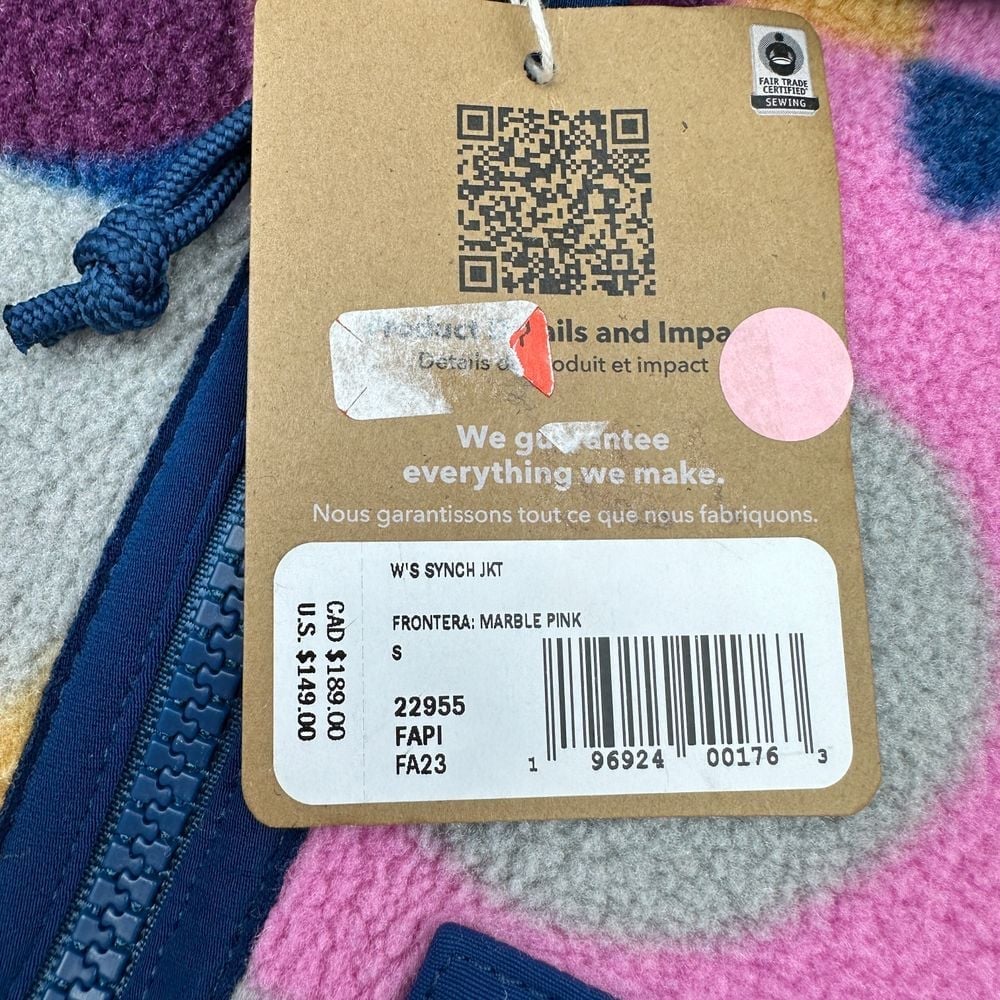 FAIR TRADE
CERTIFIED
SEWING
Product ails and Impa
Détails oduit et impact
We guarantee
everything we make.
Nous garantissons tout ce que nous fabriquons.
W'S SYNCH JKT
FRONTERA: MARBLE PINK
S
22955
FAPI
FA23
CAD $189.00
U.S. $149.00
1 96924 00176 3